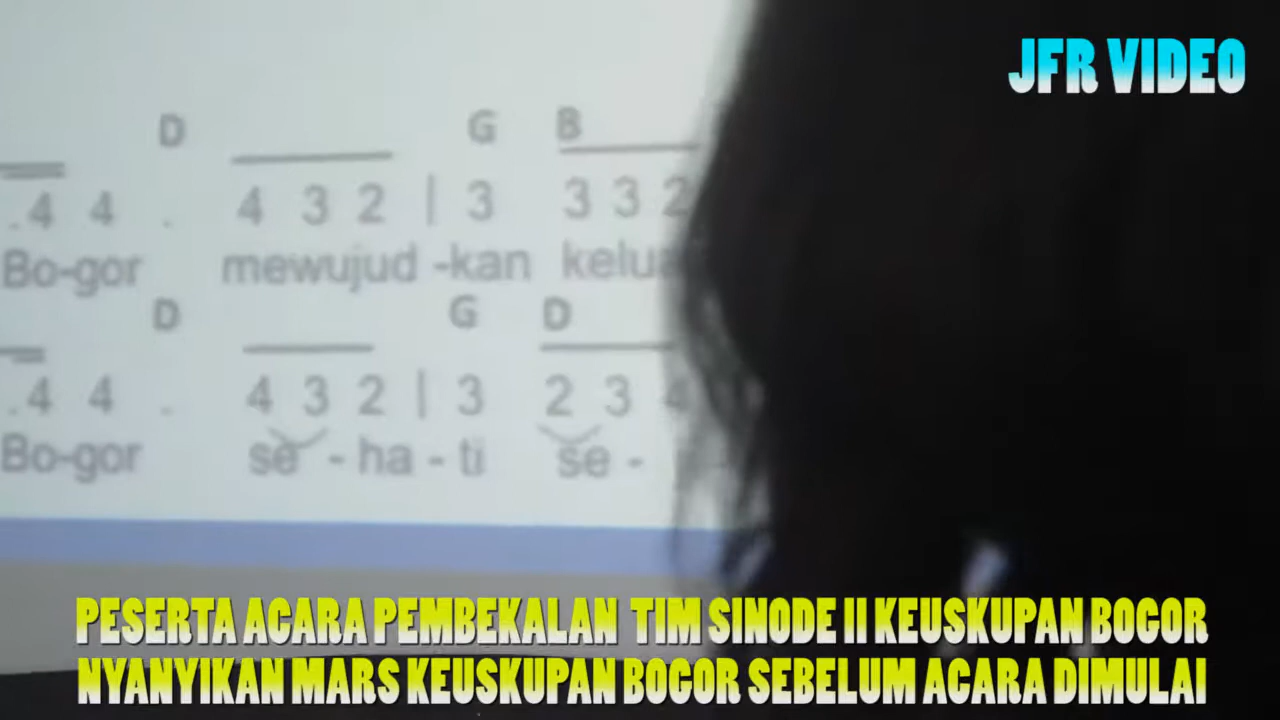 JFR VIDEO
D G B
.4 4 . 4 3 2 | 3 3 3 2
Bo-gor mewujud -kan kelua
D G D
.4 4 . 4 3 2 | 3 2 3 4
Bo-gor se - ha - ti se -
PESERTA ACARA PEMBEKALAN TIM SINODE II KEUSKUPAN BOGOR
NYANYIKAN MARS KEUSKUPAN BOGOR SEBELUM ACARA DIMULAI